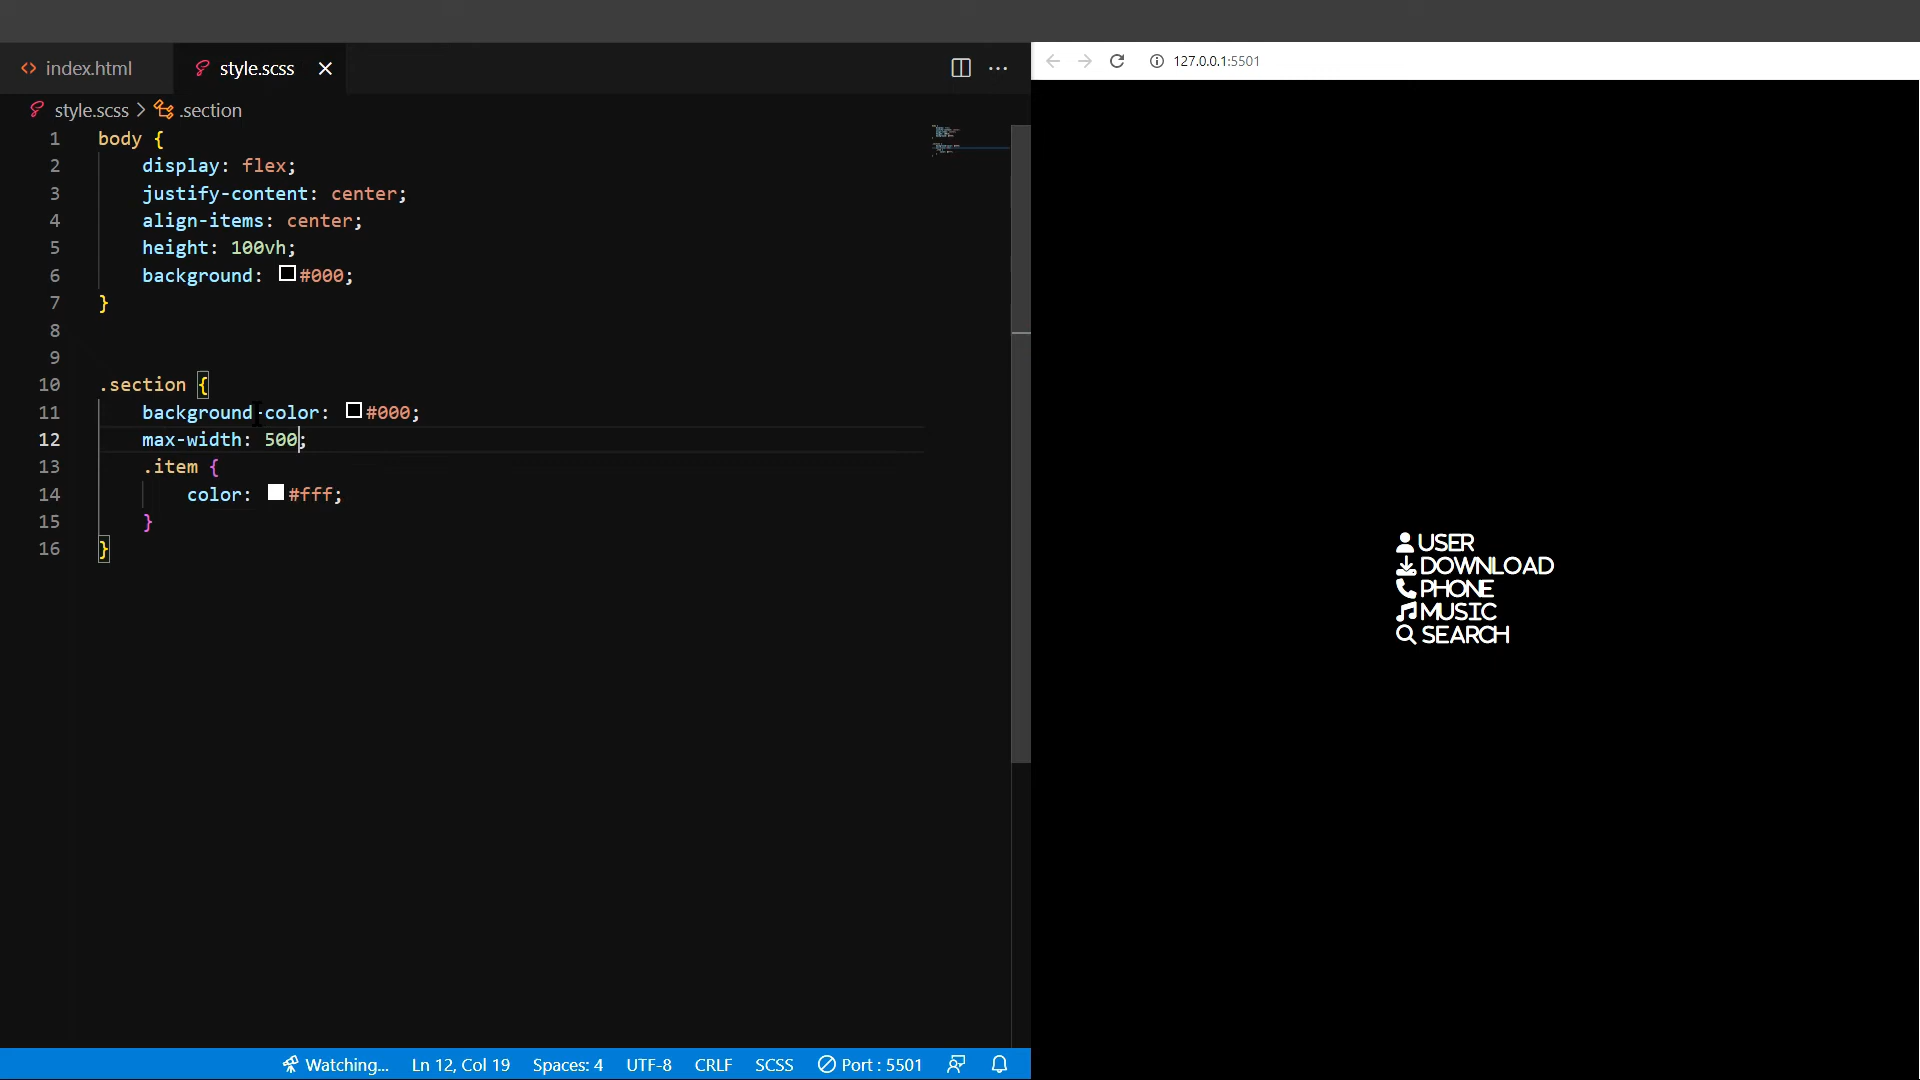 index.html
style.scss
127.0.0.1:5501
style.scss > .section
1 body {
2 display: flex;
3 justify-content: center;
4 align-items: center;
5 height: 100vh;
6 background: #000;
7 }
8
9
10 .section {
11 background-color: #000;
12 max-width: 500;
13 .item {
14 color: #fff;
15 }
16 }
USER
DOWNLOAD
PHONE
MUSIC
SEARCH
Watching... Ln 12, Col 19 Spaces: 4 UTF-8 CRLF SCSS Port : 5501